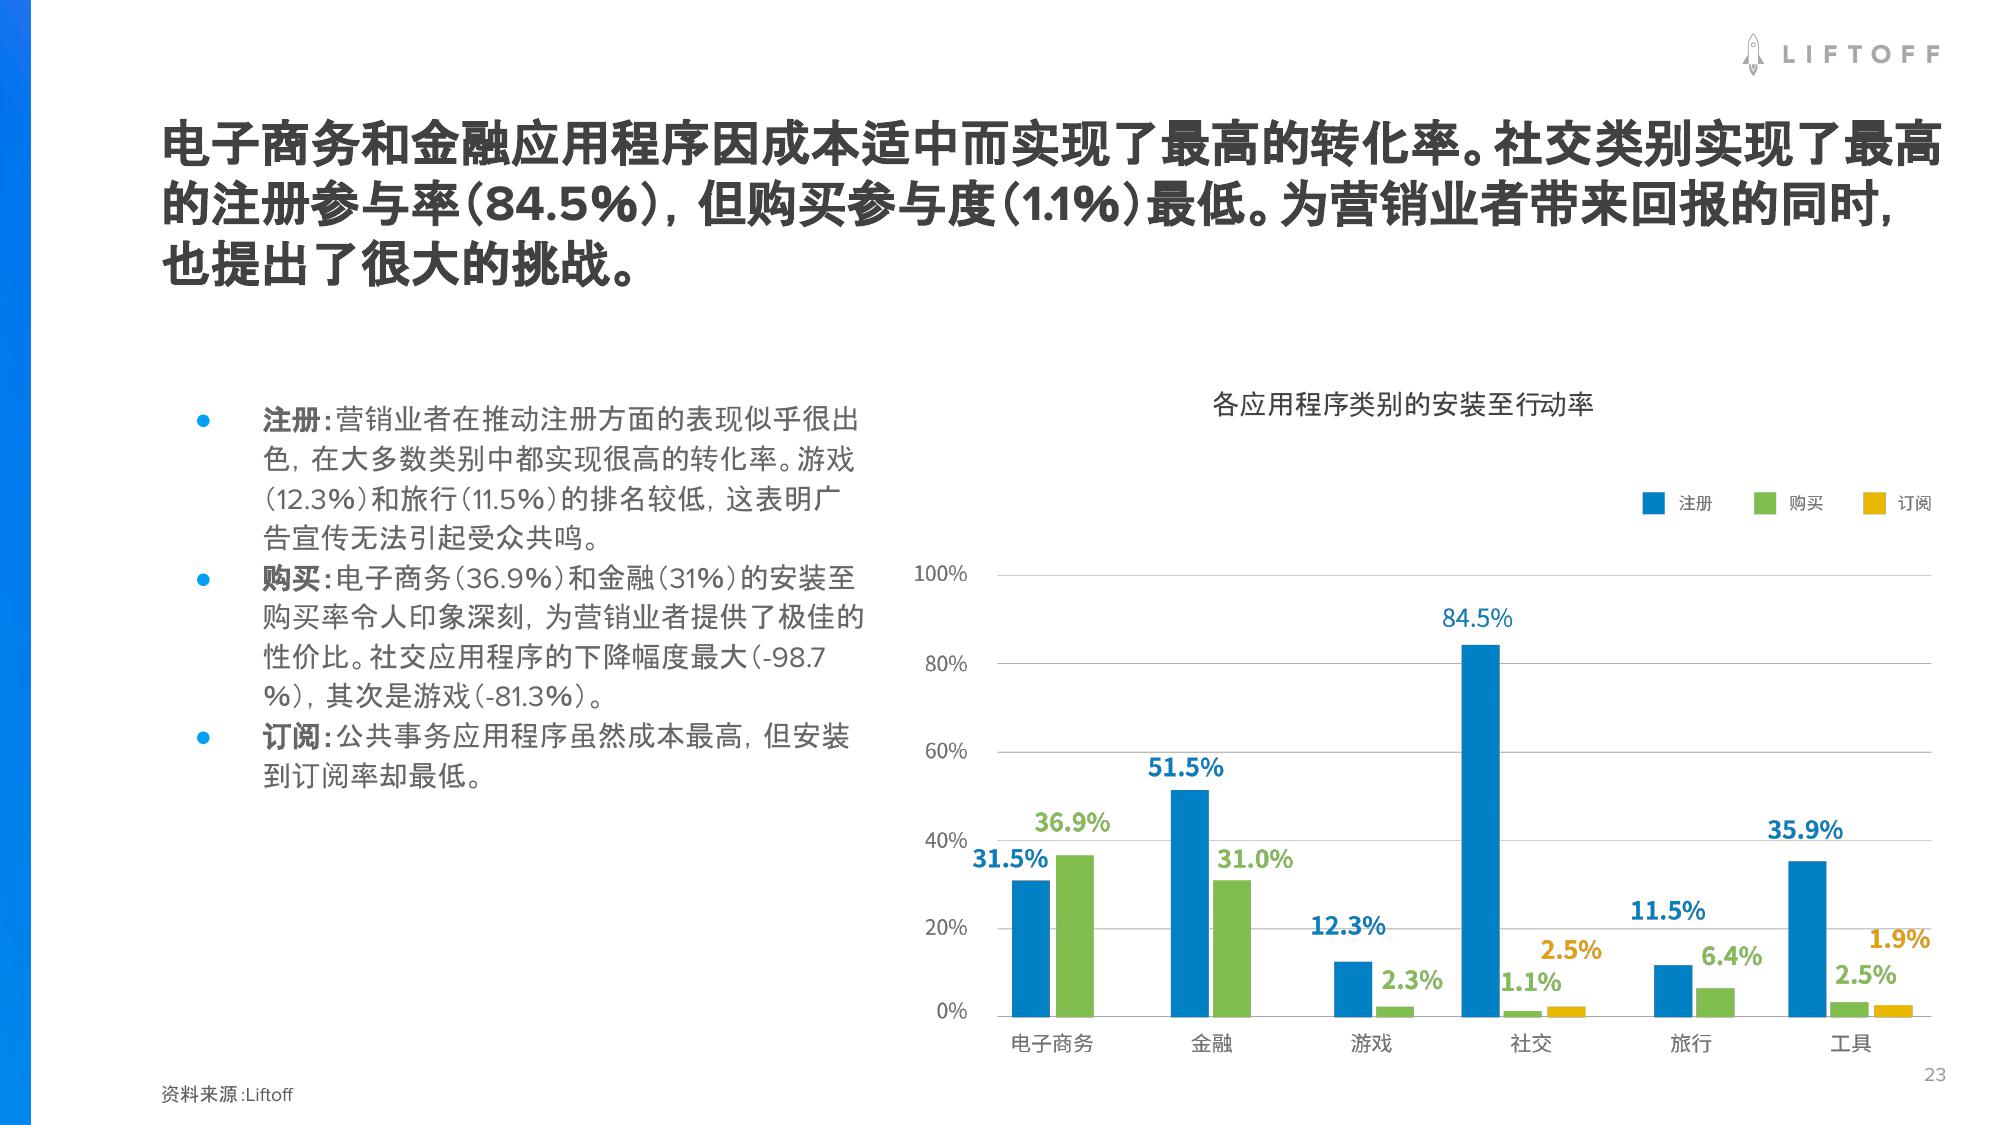 LIFTOFF
电子商务和金融应用程序因成本适中而实现了最高的转化率。社交类别实现了最高
的注册参与率(84.5%), 但购买参与度(1.1%)最低。为营销业者带来回报的同时,
也提出了很大的挑战。
● 注册:营销业者在推动注册方面的表现似乎很出
色, 在大多数类别中都实现很高的转化率。游戏
(12.3%)和旅行(11.5%)的排名较低, 这表明广
告宣传无法引起受众共鸣。
● 购买:电子商务(36.9%)和金融(31%)的安装至
购买率令人印象深刻, 为营销业者提供了极佳的
性价比。社交应用程序的下降幅度最大(-98.7
%), 其次是游戏(-81.3%)。
● 订阅:公共事务应用程序虽然成本最高, 但安装
到订阅率却最低。
各应用程序类别的安装至行动率
注册 购买 订阅
100%
80%
60%
40%
20%
0%
31.5% 36.9%
51.5% 31.0%
12.3% 2.3%
84.5% 1.1% 2.5%
11.5% 6.4%
35.9% 2.5% 1.9%
电子商务 金融 游戏 社交 旅行 工具
资料来源:Liftoff
23